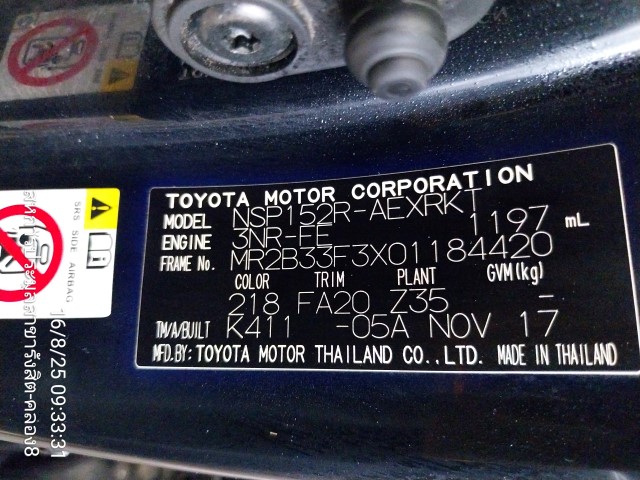 TOYOTA MOTOR CORPORATION
MODEL NSP152R-AEXRKT
ENGINE 3NR-EE 1197 mL
FRAME No. MR2B33F3X01184420
COLOR TRIM PLANT GVM(kg)
218 FA20 Z35 -
TM/A/BUILT K411 -05A NOV 17
MFD.BY: TOYOTA MOTOR THAILAND CO.,LTD. MADE IN THAILAND
SRS SIDE AIRBAG
16/8/25 09:33:31